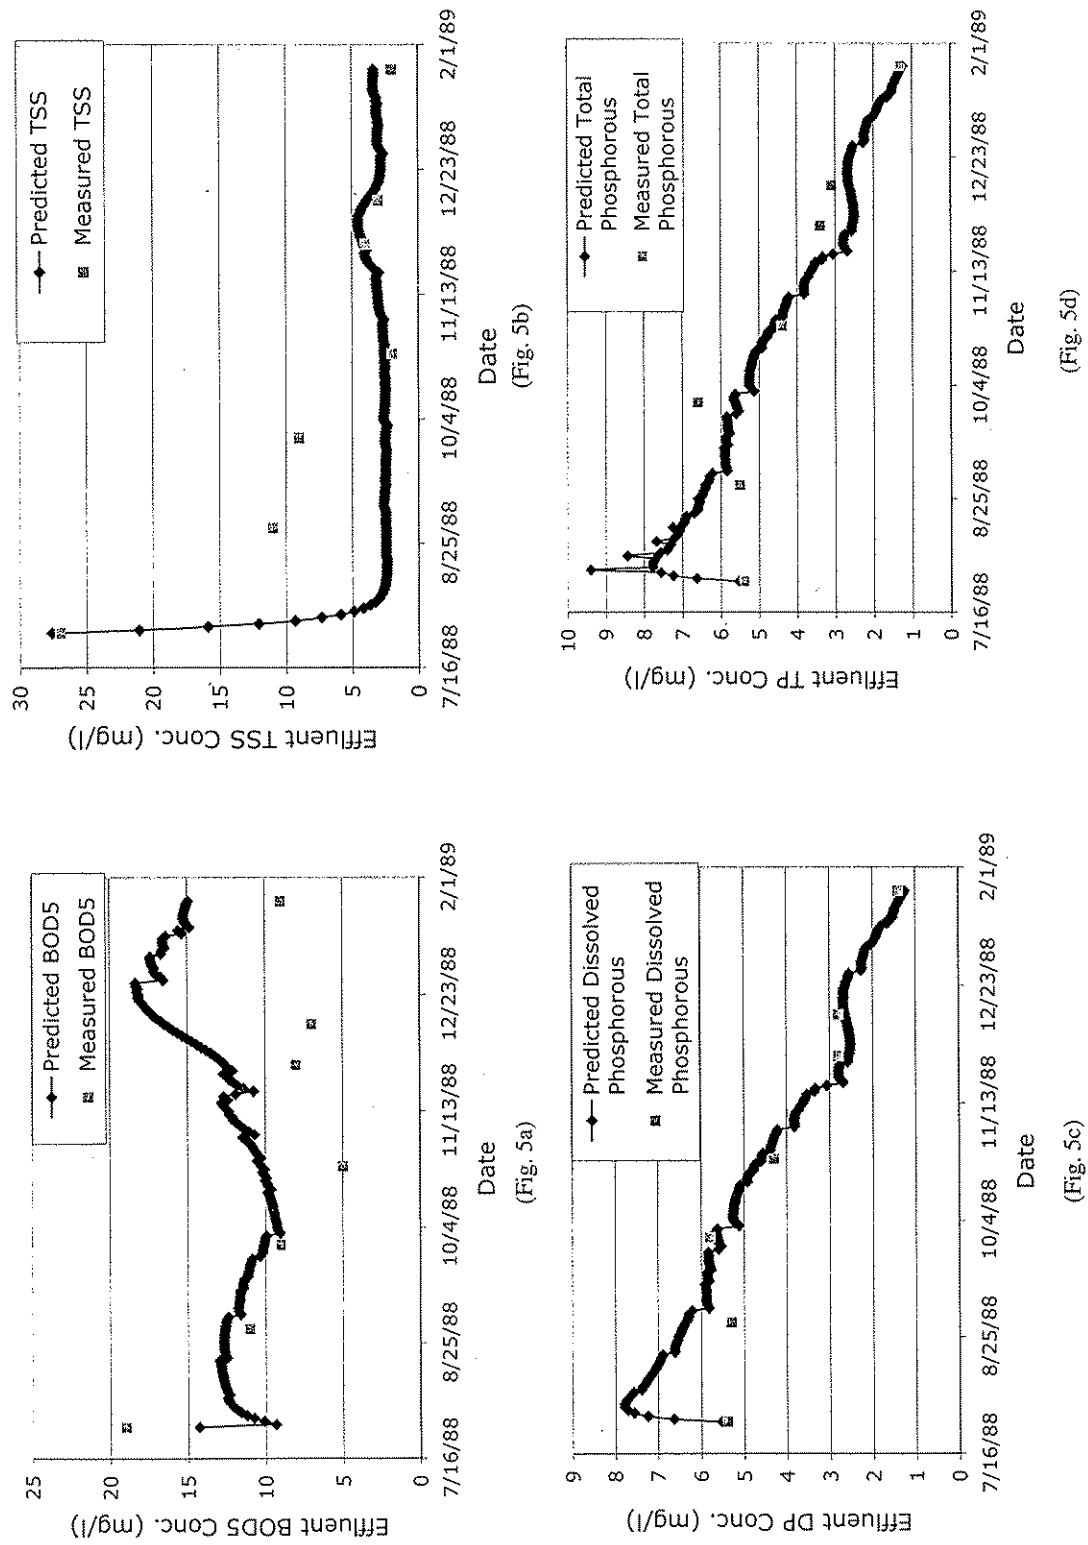 25
20
15
10
5
0
Effluent BOD5 Conc. (mg/l)
Predicted BOD5
Measured BOD5
7/16/88 8/25/88 10/4/88 11/13/88 12/23/88 2/1/89
Date
(Fig. 5a)
30
25
20
15
10
5
0
Effluent TSS Conc. (mg/l)
Predicted TSS
Measured TSS
7/16/88 8/25/88 10/4/88 11/13/88 12/23/88 2/1/89
Date
(Fig. 5b)
9
8
7
6
5
4
3
2
1
0
Effluent DP Conc. (mg/l)
Predicted Dissolved
Phosphorous
Measured Dissolved
Phosphorous
7/16/88 8/25/88 10/4/88 11/13/88 12/23/88 2/1/89
Date
(Fig. 5c)
10
9
8
7
6
5
4
3
2
1
0
Effluent TP Conc. (mg/l)
Predicted Total
Phosphorous
Measured Total
Phosphorous
7/16/88 8/25/88 10/4/88 11/13/88 12/23/88 2/1/89
Date
(Fig. 5d)